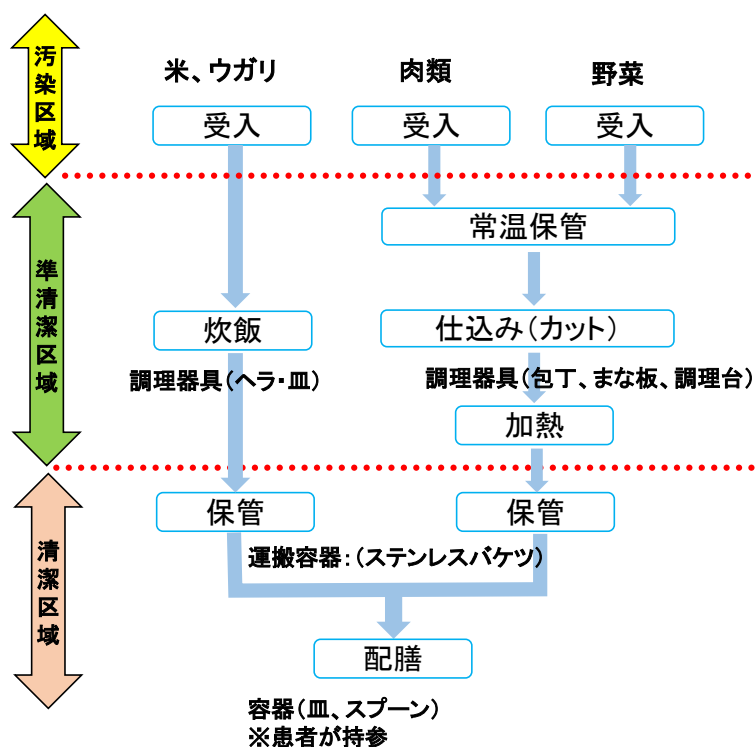 汚染区域
米、ウガリ
肉類
野菜
受入
受入
受入
準清潔区域
常温保管
炊飯
仕込み(カット)
調理器具(ヘラ・皿)
調理器具(包丁、まな板、調理台)
加熱
清潔区域
保管
保管
運搬容器:(ステンレスバケツ)
配膳
容器(皿、スプーン)
※患者が持参